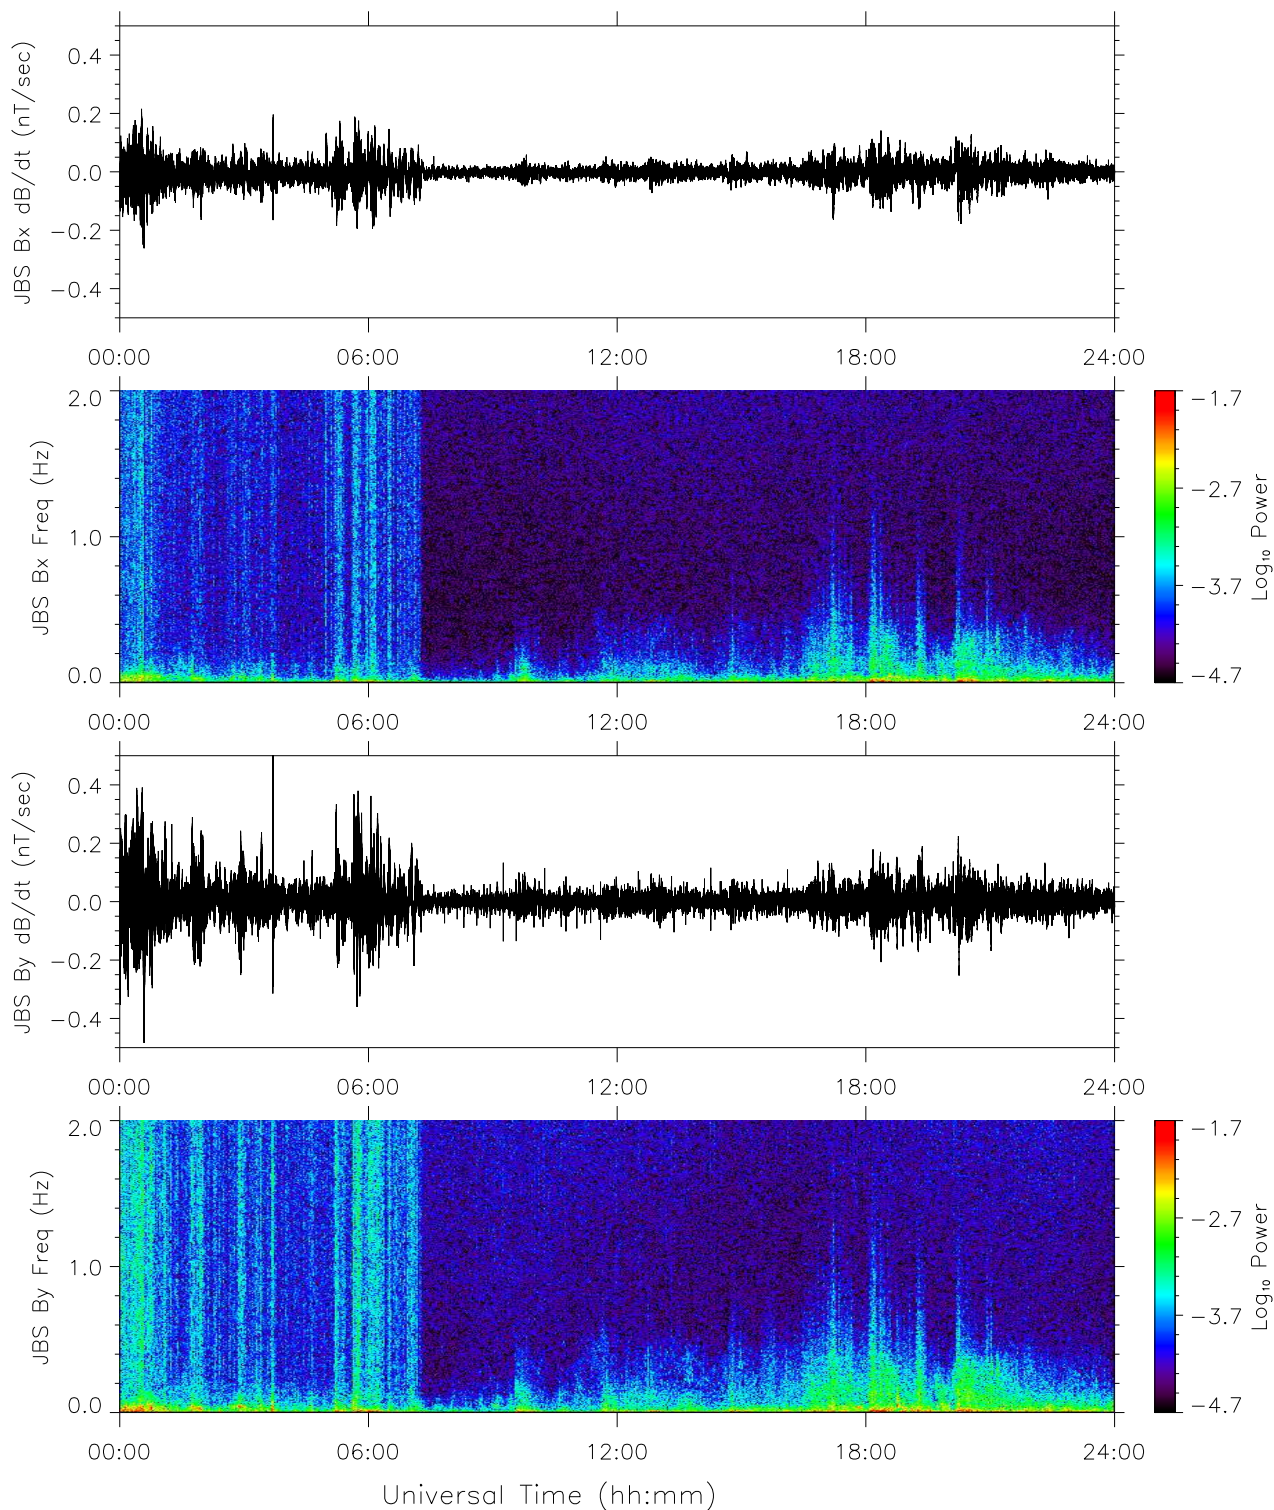 JBS Bx dB/dt (nT/sec)
0.4
0.2
0.0
−0.2
−0.4
00:00 06:00 12:00 18:00 24:00
JBS Bx Freq (Hz)
2.0
1.0
0.0
−1.7
−2.7
−3.7
−4.7
Log₁₀ Power
00:00 06:00 12:00 18:00 24:00
JBS By dB/dt (nT/sec)
0.4
0.2
0.0
−0.2
−0.4
00:00 06:00 12:00 18:00 24:00
JBS By Freq (Hz)
2.0
1.0
0.0
−1.7
−2.7
−3.7
−4.7
Log₁₀ Power
00:00 06:00 12:00 18:00 24:00
Universal Time (hh:mm)